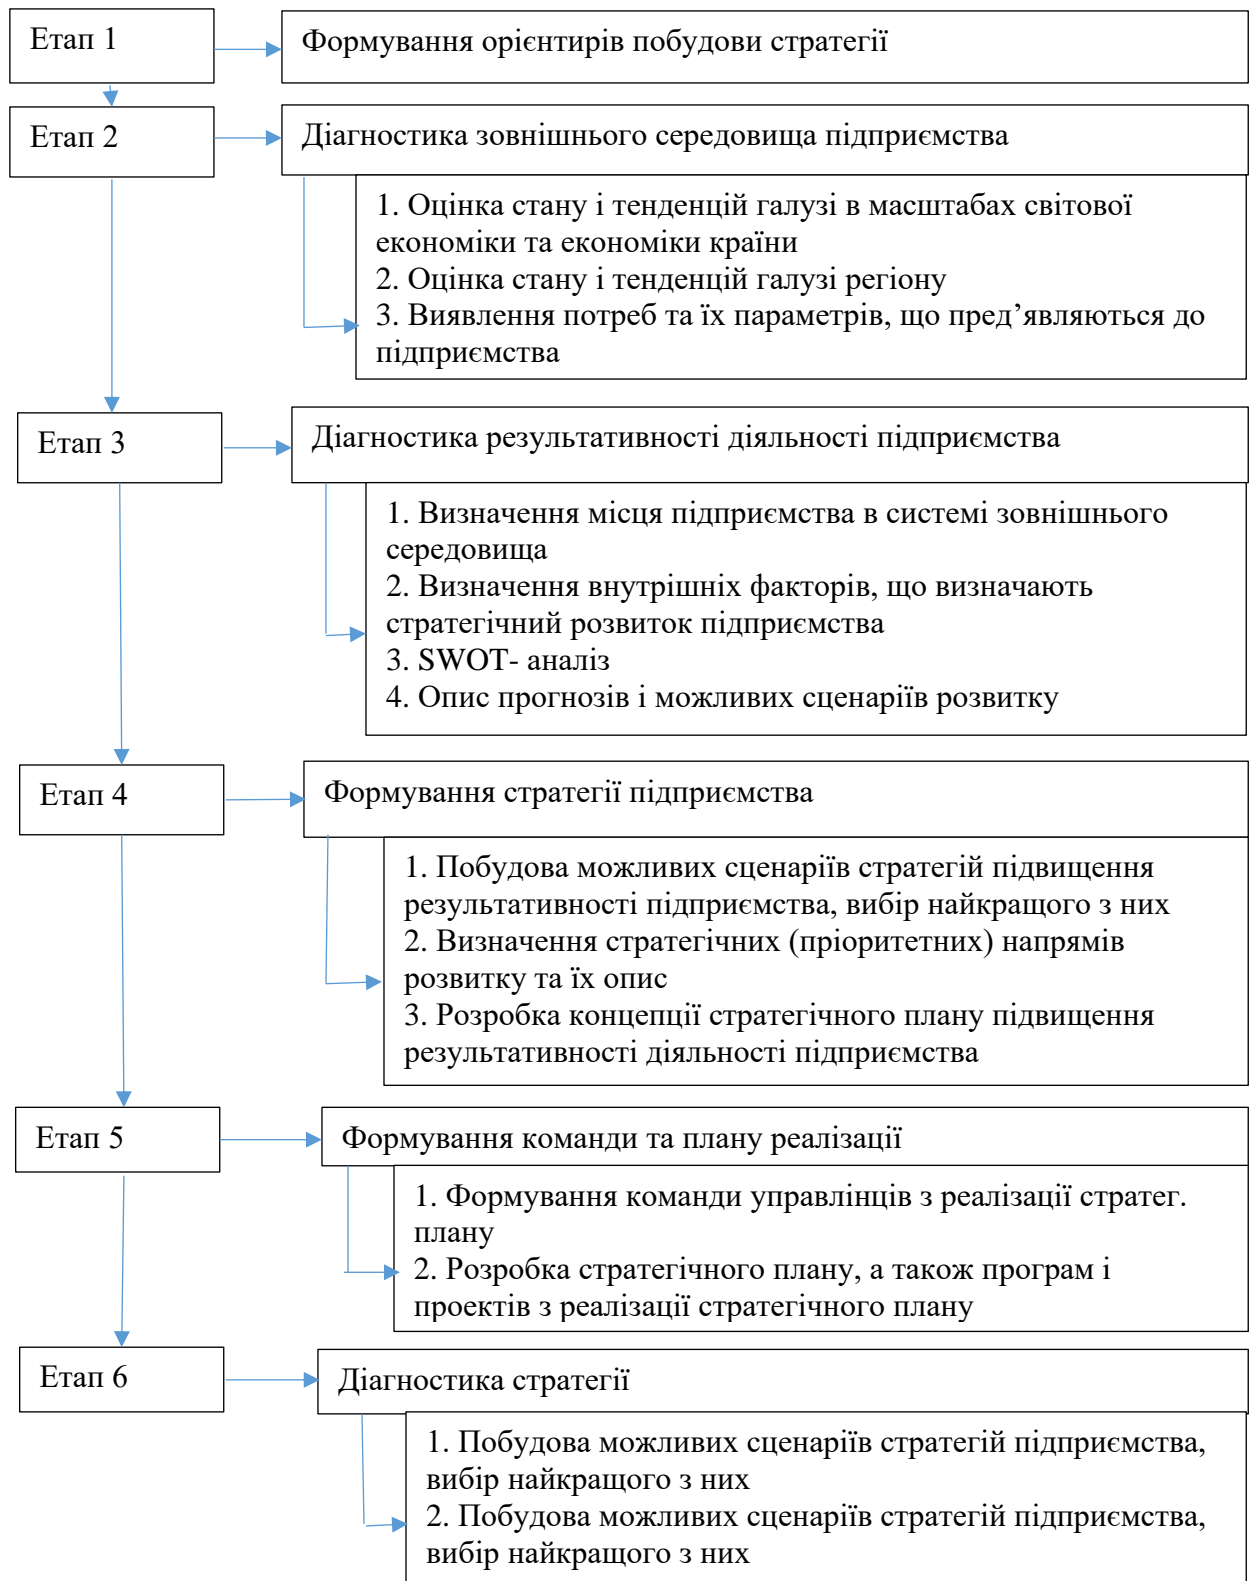 Етап 1
Формування орієнтирів побудови стратегії
Етап 2
Діагностика зовнішнього середовища підприємства
1. Оцінка стану і тенденцій галузі в масштабах світової
економіки та економіки країни
2. Оцінка стану і тенденцій галузі регіону
3. Виявлення потреб та їх параметрів, що пред’являються до
підприємства
Етап 3
Діагностика результативності діяльності підприємства
1. Визначення місця підприємства в системі зовнішнього
середовища
2. Визначення внутрішніх факторів, що визначають
стратегічний розвиток підприємства
3. SWOT- аналіз
4. Опис прогнозів і можливих сценаріїв розвитку
Етап 4
Формування стратегії підприємства
1. Побудова можливих сценаріїв стратегій підвищення
результативності підприємства, вибір найкращого з них
2. Визначення стратегічних (пріоритетних) напрямів
розвитку та їх опис
3. Розробка концепції стратегічного плану підвищення
результативності діяльності підприємства
Етап 5
Формування команди та плану реалізації
1. Формування команди управлінців з реалізації стратег.
плану
2. Розробка стратегічного плану, а також програм і
проектів з реалізації стратегічного плану
Етап 6
Діагностика стратегії
1. Побудова можливих сценаріїв стратегій підприємства,
вибір найкращого з них
2. Побудова можливих сценаріїв стратегій підприємства,
вибір найкращого з них